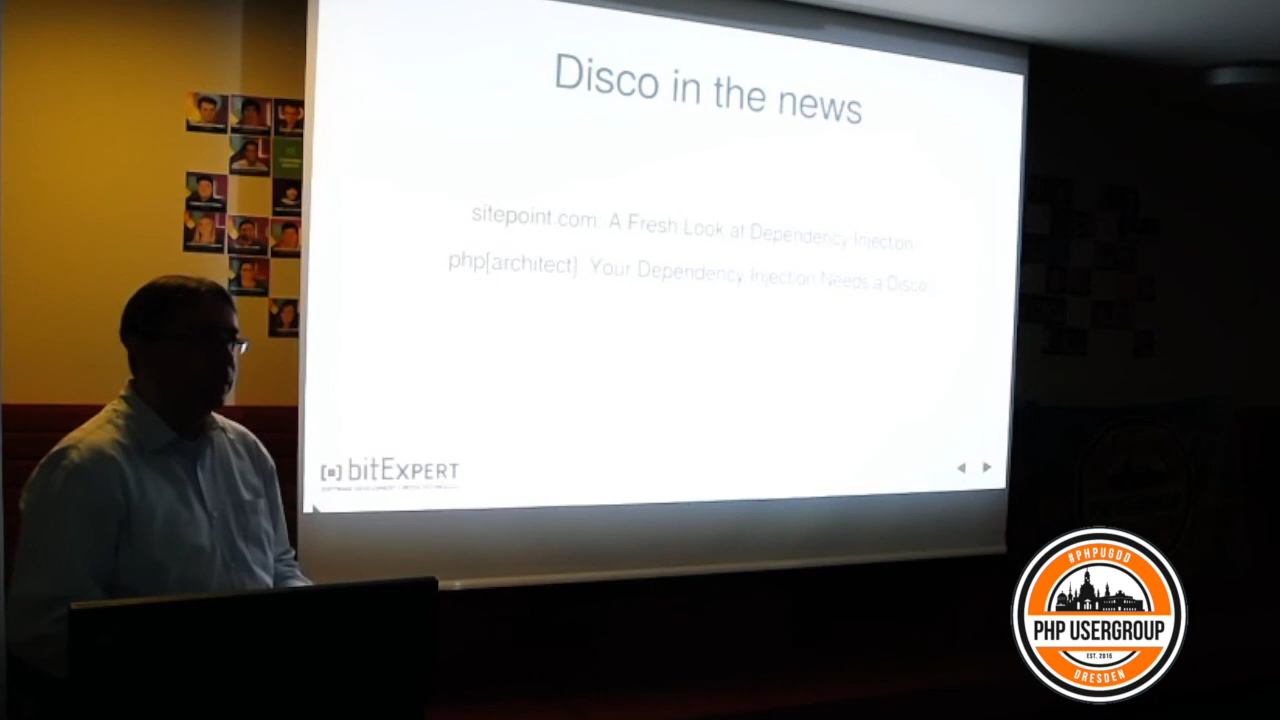 Disco in the news
sitepoint.com: A Fresh Look at Dependency Injection
php[architect]: Your Dependency Injection Needs a Disco
[▪] bitExpert
#PHPUGDD
PHP USERGROUP
EST. 2016
DRESDEN